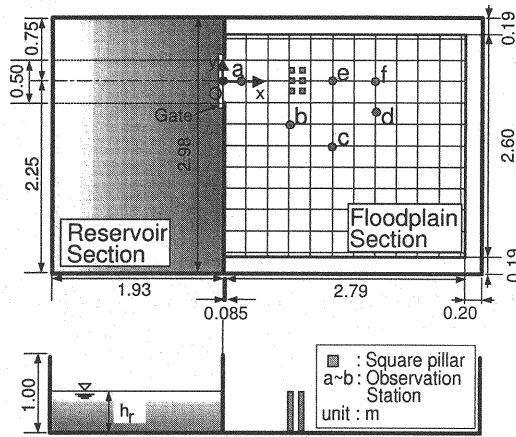 0.75
0.50
2.25
y
a
x
O
Gate
b
c
d
e
f
2.98
0.19
2.60
0.19
Reservoir
Section
Floodplain
Section
1.93
2.79
0.085
0.20
1.00
hr
: Square pillar
a~b : Observation
Station
unit : m